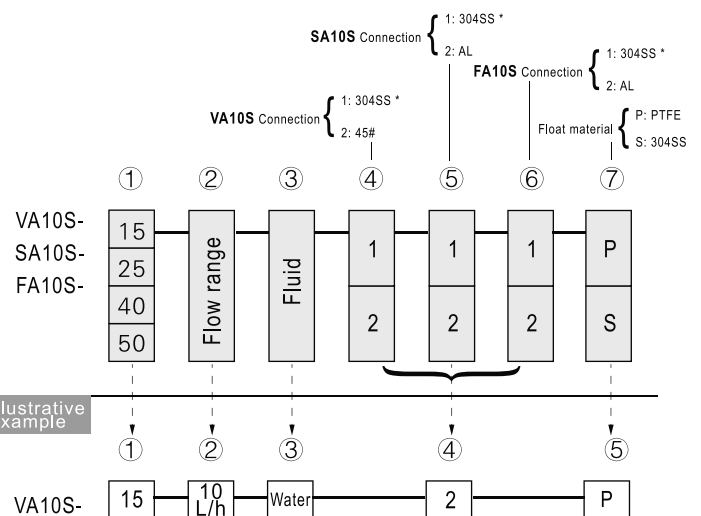 SA10S Connection { 1: 304SS *
2: AL
FA10S Connection { 1: 304SS *
2: AL
VA10S Connection { 1: 304SS *
2: 45#
Float material { P: PTFE
S: 304SS
① ② ③ ④ ⑤ ⑥ ⑦
VA10S-
SA10S-
FA10S-
15
25
40
50
Flow range
Fluid
1 1 1 P
2 2 2 S
lustrative
xample
① ② ③ ④ ⑤
VA10S- 15 10 L/h Water 2 P